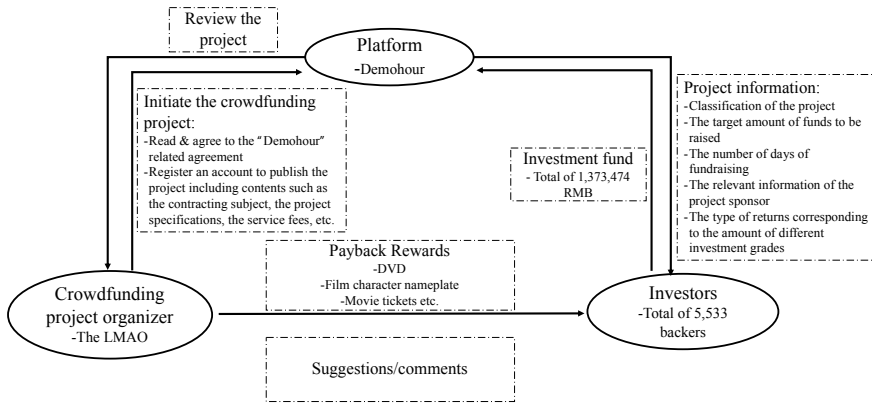 Review the
project
Platform
-Demohour
Initiate the crowdfunding
project:
-Read & agree to the “Demohour”
related agreement
-Register an account to publish the
project including contents such as
the contracting subject, the project
specifications, the service fees, etc.
Investment fund
- Total of 1,373,474
RMB
Project information:
-Classification of the project
-The target amount of funds to be
raised
-The number of days of
fundraising
-The relevant information of the
project sponsor
-The type of returns corresponding
to the amount of different
investment grades
Payback Rewards
-DVD
-Film character nameplate
-Movie tickets etc.
Crowdfunding
project organizer
-The LMAO
Investors
-Total of 5,533
backers
Suggestions/comments